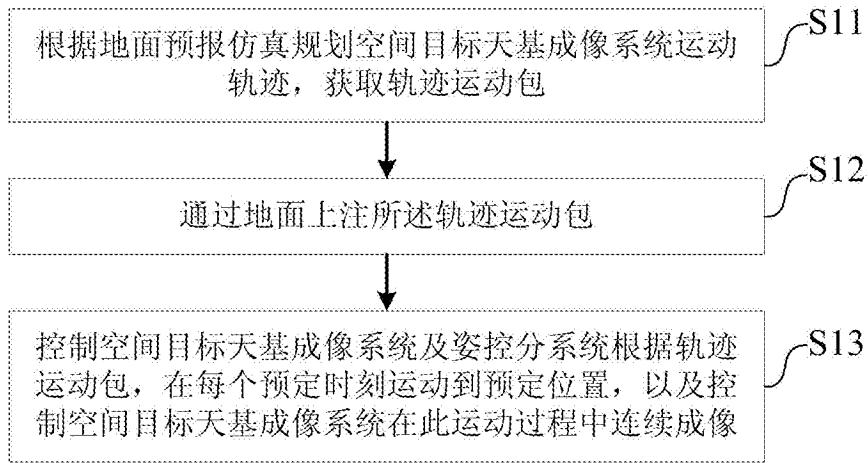 根据地面预报仿真规划空间目标天基成像系统运动
轨迹，获取轨迹运动包
S11
通过地面上注所述轨迹运动包
S12
控制空间目标天基成像系统及姿控分系统根据轨迹
运动包，在每个预定时刻运动到预定位置，以及控
制空间目标天基成像系统在此运动过程中连续成像
S13